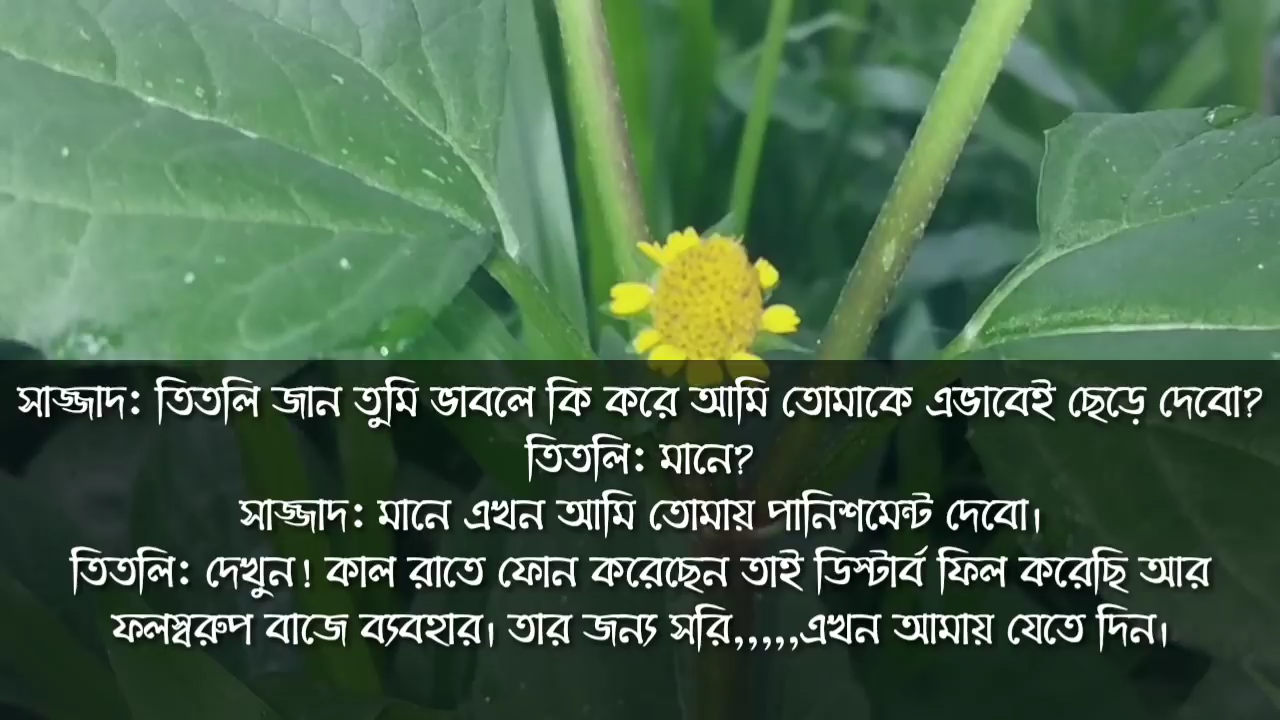 সাজ্জাদ: তিতলি জান তুমি ভাবলে কি করে আমি তোমাকে এভাবেই ছেড়ে দেবো?
তিতলি: মানে?
সাজ্জাদ: মানে এখন আমি তোমায় পানিশমেন্ট দেবো।
তিতলি: দেখুন! কাল রাতে ফোন করেছেন তাই ডিস্টার্ব ফিল করেছি আর
ফলস্বরুপ বাজে ব্যবহার। তার জন্য সরি,,,,,এখন আমায় যেতে দিন।